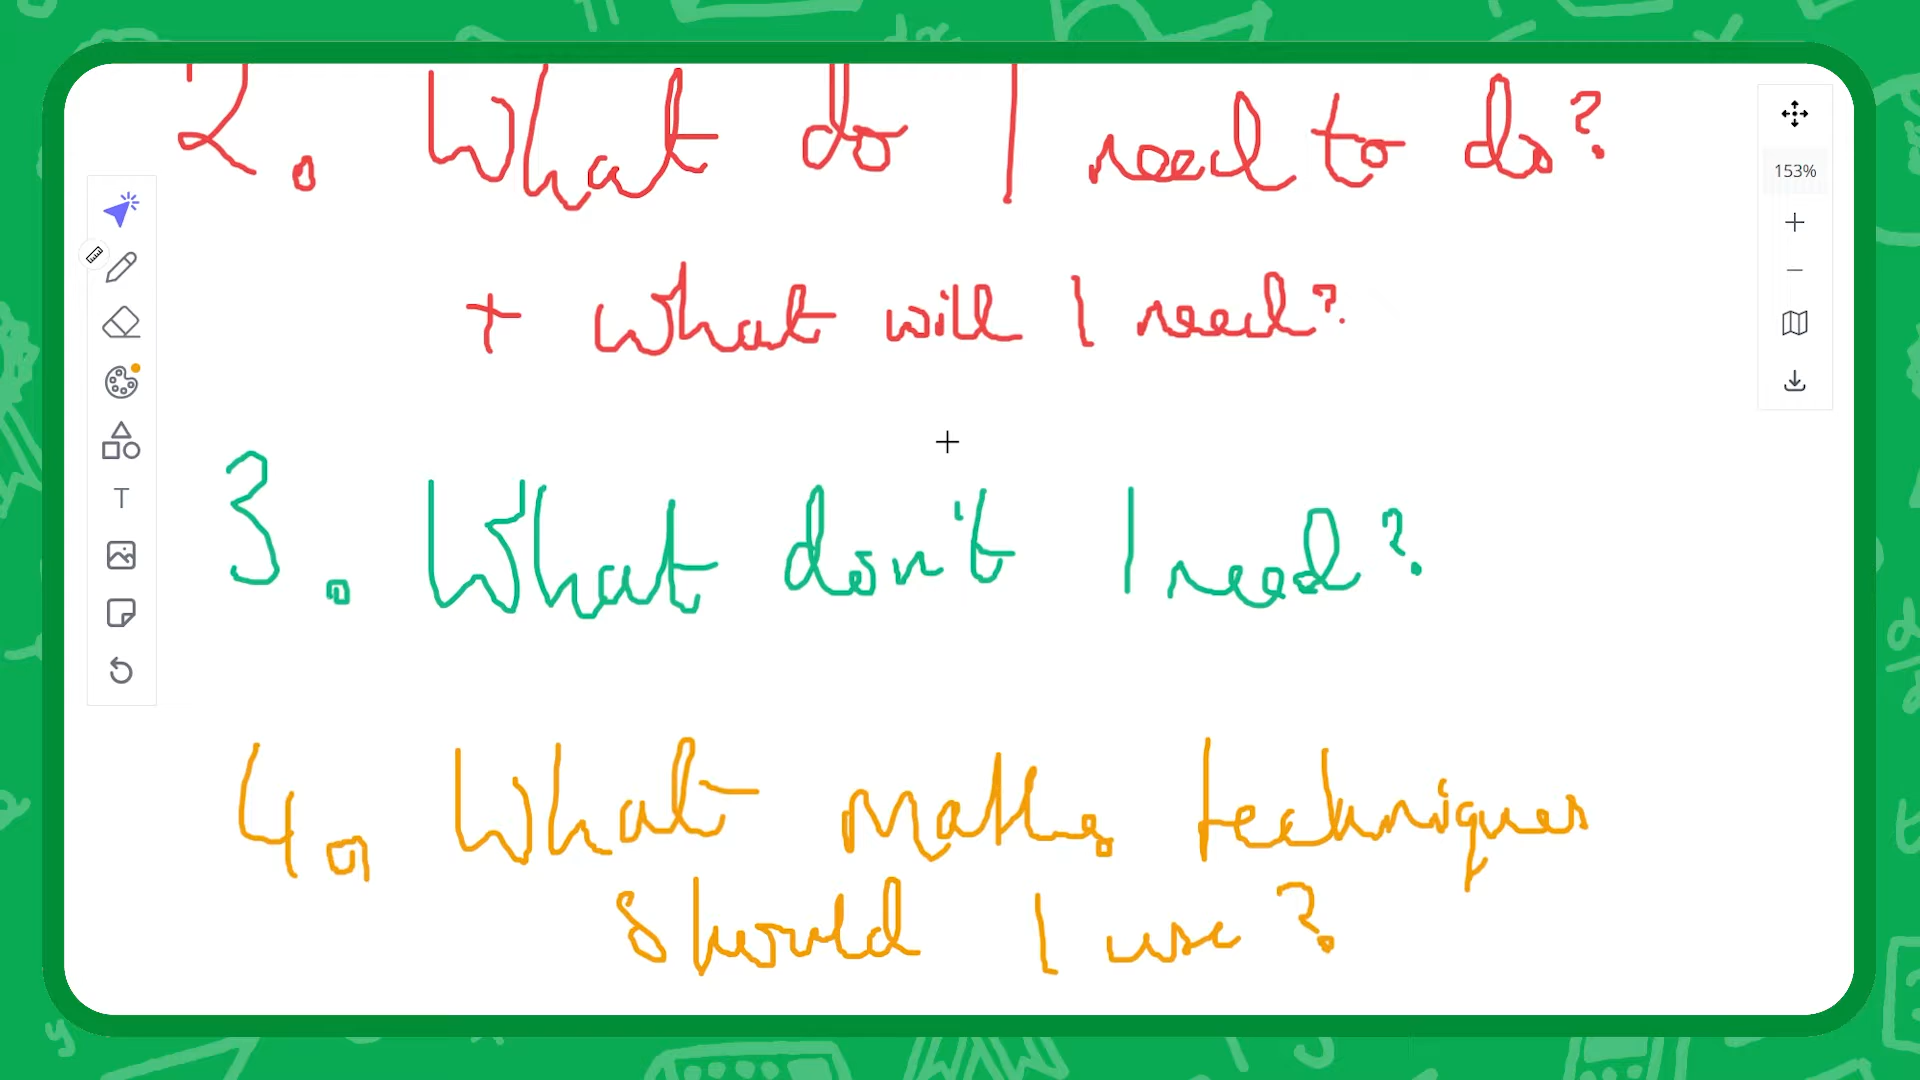 2. What do I need to do?
+ What will I need?
3. What don't I need?
4. What maths techniques
should I use?
153%
T